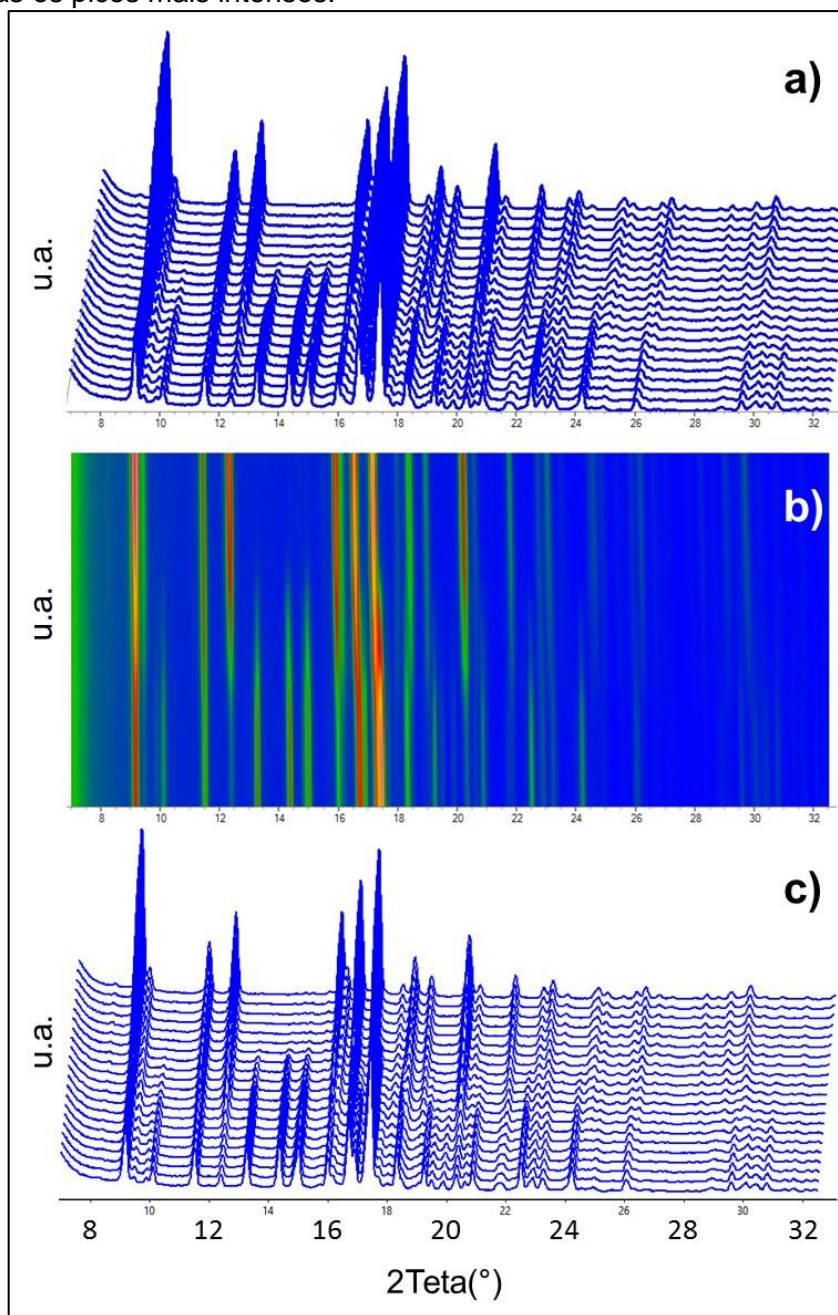 as os picos mais intensos.
a)
u.a.
8 10 12 14 16 18 20 22 24 26 28 30 32
b)
u.a.
8 10 12 14 16 18 20 22 24 26 28 30 32
c)
u.a.
10 14 18 22 26 30
8 12 16 20 24 28 32
2Teta(°)